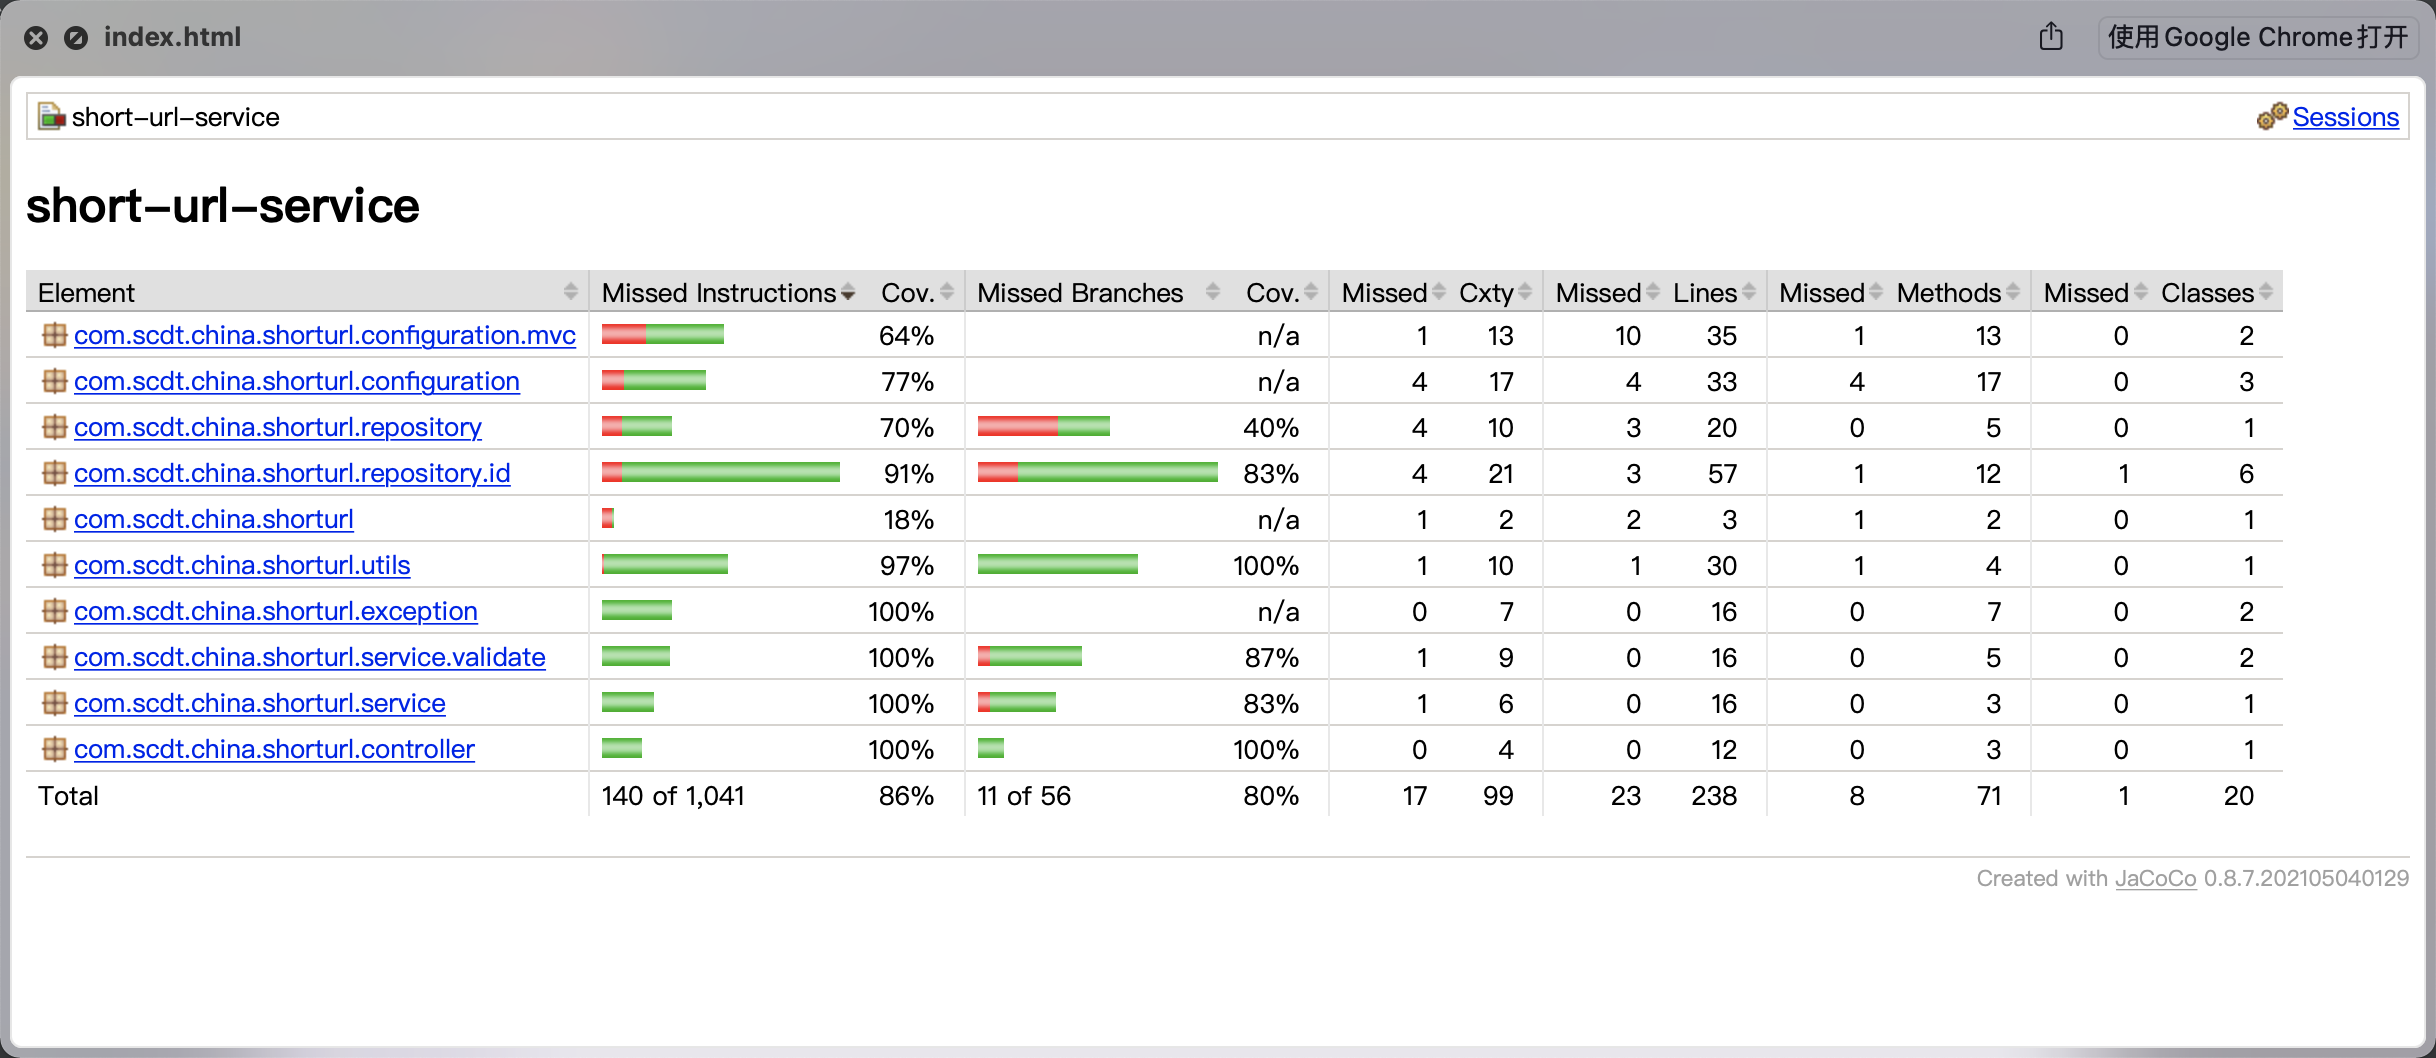 index.html 使用Google Chrome打开
short-url-service Sessions
short-url-service
Element Missed Instructions Cov. Missed Branches Cov. Missed Cxty Missed Lines Missed Methods Missed Classes
com.scdt.china.shorturl.configuration.mvc 64% n/a 1 13 10 35 1 13 0 2
com.scdt.china.shorturl.configuration 77% n/a 4 17 4 33 4 17 0 3
com.scdt.china.shorturl.repository 70% 40% 4 10 3 20 0 5 0 1
com.scdt.china.shorturl.repository.id 91% 83% 4 21 3 57 1 12 1 6
com.scdt.china.shorturl 18% n/a 1 2 2 3 1 2 0 1
com.scdt.china.shorturl.utils 97% 100% 1 10 1 30 1 4 0 1
com.scdt.china.shorturl.exception 100% n/a 0 7 0 16 0 7 0 2
com.scdt.china.shorturl.service.validate 100% 87% 1 9 0 16 0 5 0 2
com.scdt.china.shorturl.service 100% 83% 1 6 0 16 0 3 0 1
com.scdt.china.shorturl.controller 100% 100% 0 4 0 12 0 3 0 1
Total 140 of 1,041 86% 11 of 56 80% 17 99 23 238 8 71 1 20
Created with JaCoCo 0.8.7.202105040129